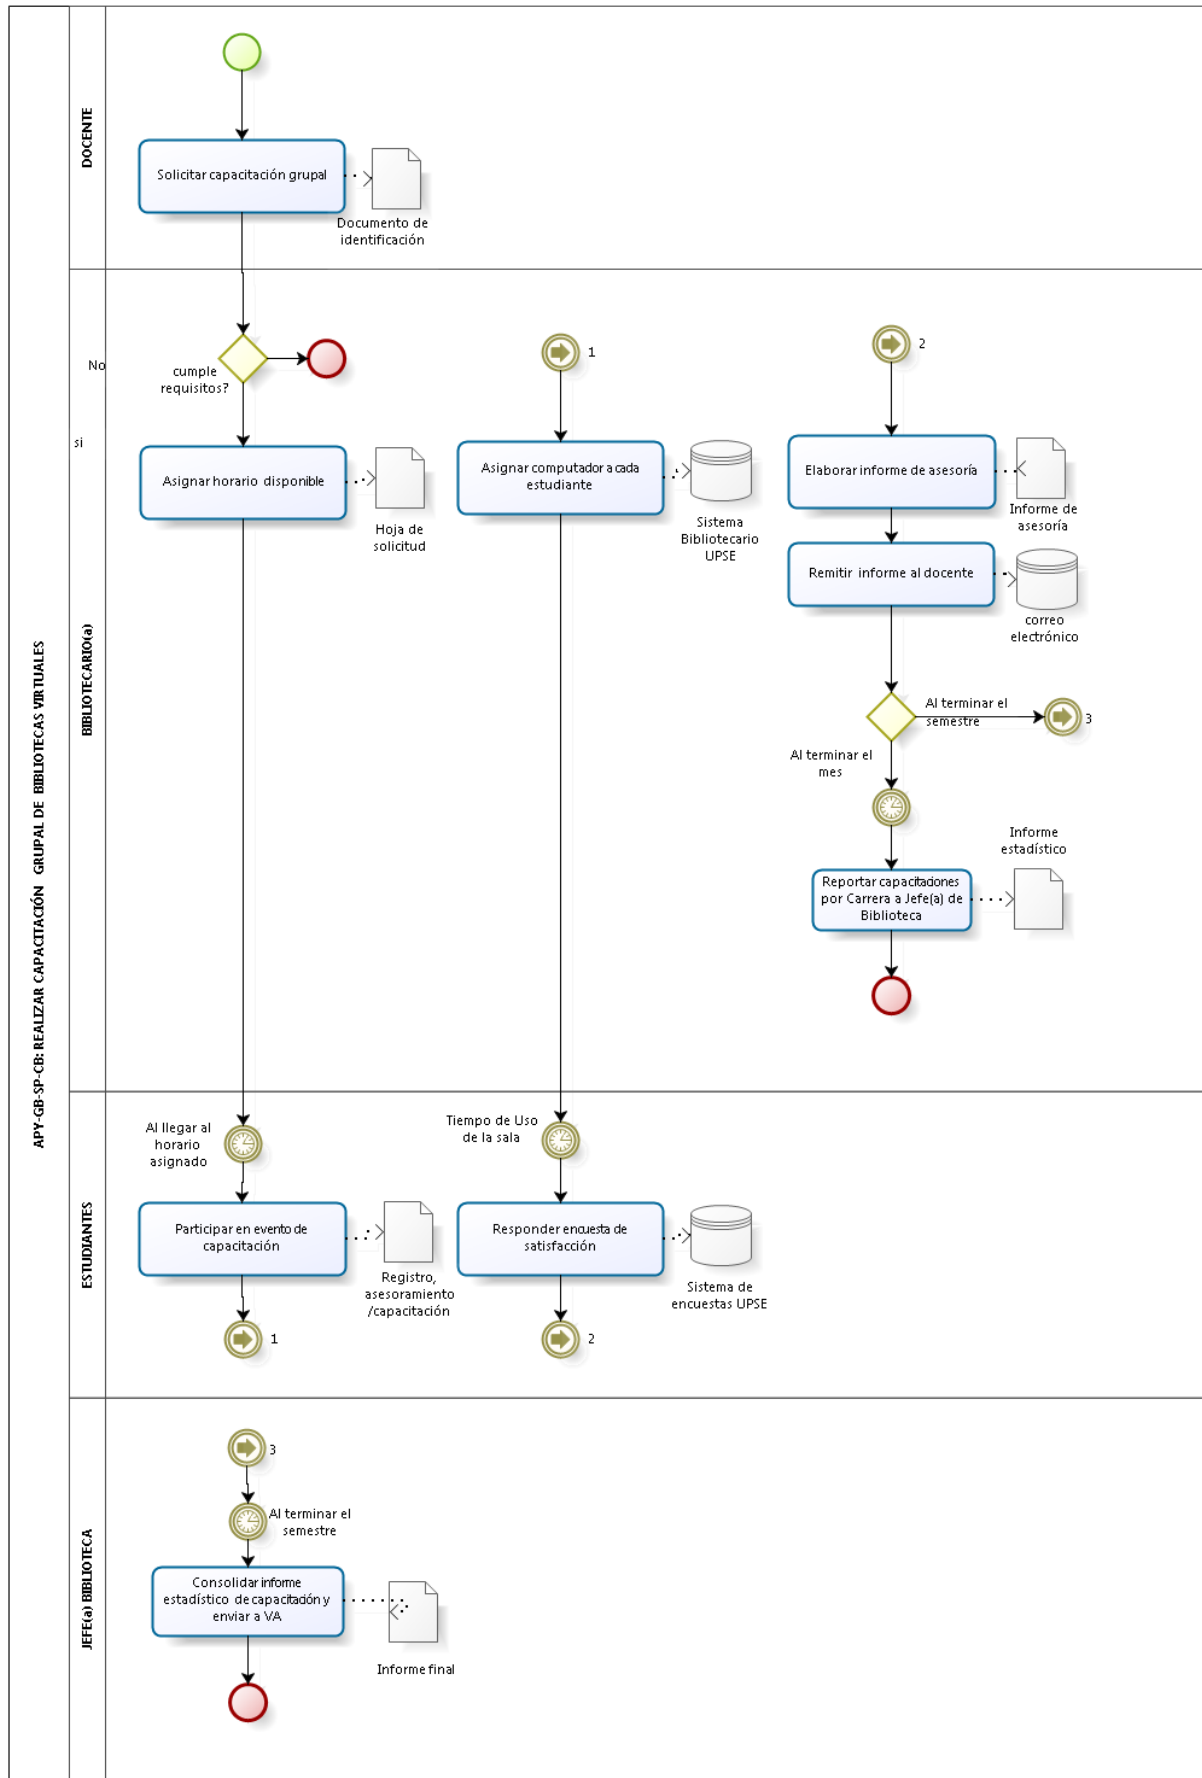 APY-GB-SP-CB: REALIZAR CAPACITACIÓN GRUPAL DE BIBLIOTECAS VIRTUALES
DOCENTE
Solicitar capacitación grupal
Documento de
identificación
BIBLIOTECARIO(a)
No
cumple
requisitos?
si
Asignar horario disponible
Hoja de
solicitud
1
Asignar computador a cada
estudiante
Sistema
Bibliotecario
UPSE
2
Elaborar informe de asesoría
Informe de
asesoría
Remitir informe al docente
correo
electrónico
Al terminar el
semestre
3
Al terminar el
mes
Informe
estadístico
Reportar capacitaciones
por Carrera a Jefe(a) de
Biblioteca
ESTUDIANTES
Al llegar al
horario
asignado
Participar en evento de
capacitación
Registro,
asesoramiento
/capacitación
1
Tiempo de Uso
de la sala
Responder encuesta de
satisfacción
Sistema de
encuestas UPSE
2
JEFE(a) BIBLIOTECA
3
Al terminar el
semestre
Consolidar informe
estadístico de capacitación y
enviar a VA
Informe final